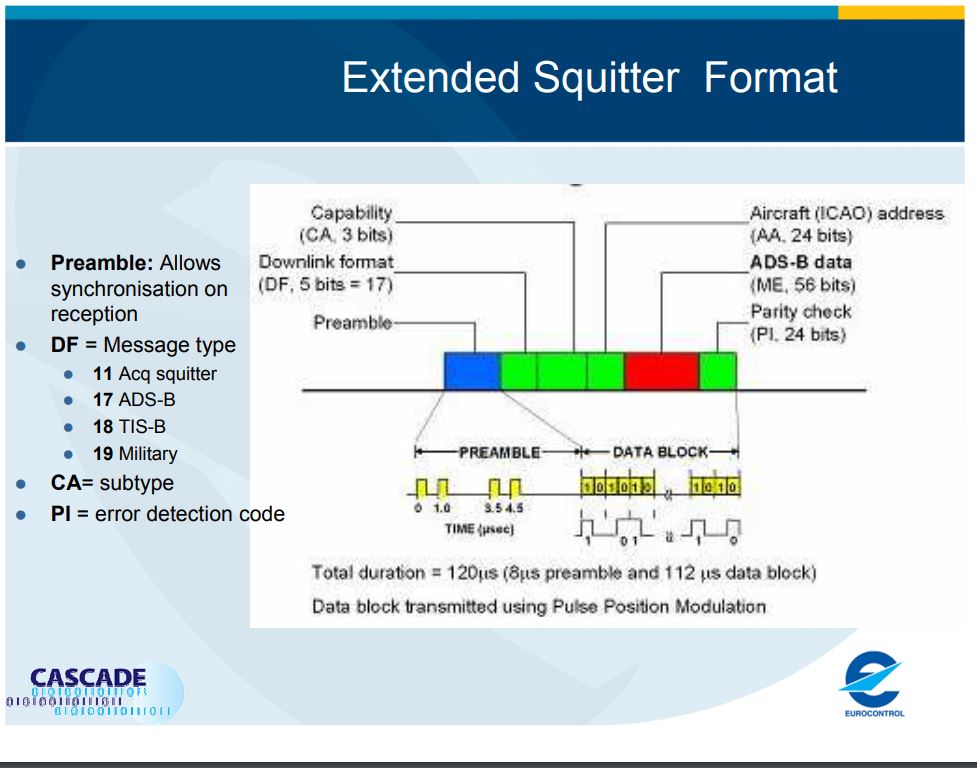 Extended Squitter Format
Preamble: Allows
synchronisation on
reception
DF = Message type
11 Acq squitter
17 ADS-B
18 TIS-B
19 Military
CA= subtype
PI = error detection code
Capability
(CA, 3 bits)
Downlink format
(DF, 5 bits = 17)
Preamble
Aircraft (ICAO) address
(AA, 24 bits)
ADS-B data
(ME, 56 bits)
Parity check
(PI, 24 bits)
PREAMBLE
DATA BLOCK
1 0 1 0 1 0 1 0 1 0
0 1.0 3.5 4.5
TIME (µsec)
1 0 1 1 0
Total duration = 120µs (8µs preamble and 112 µs data block)
Data block transmitted using Pulse Position Modulation
CASCADE
EUROCONTROL